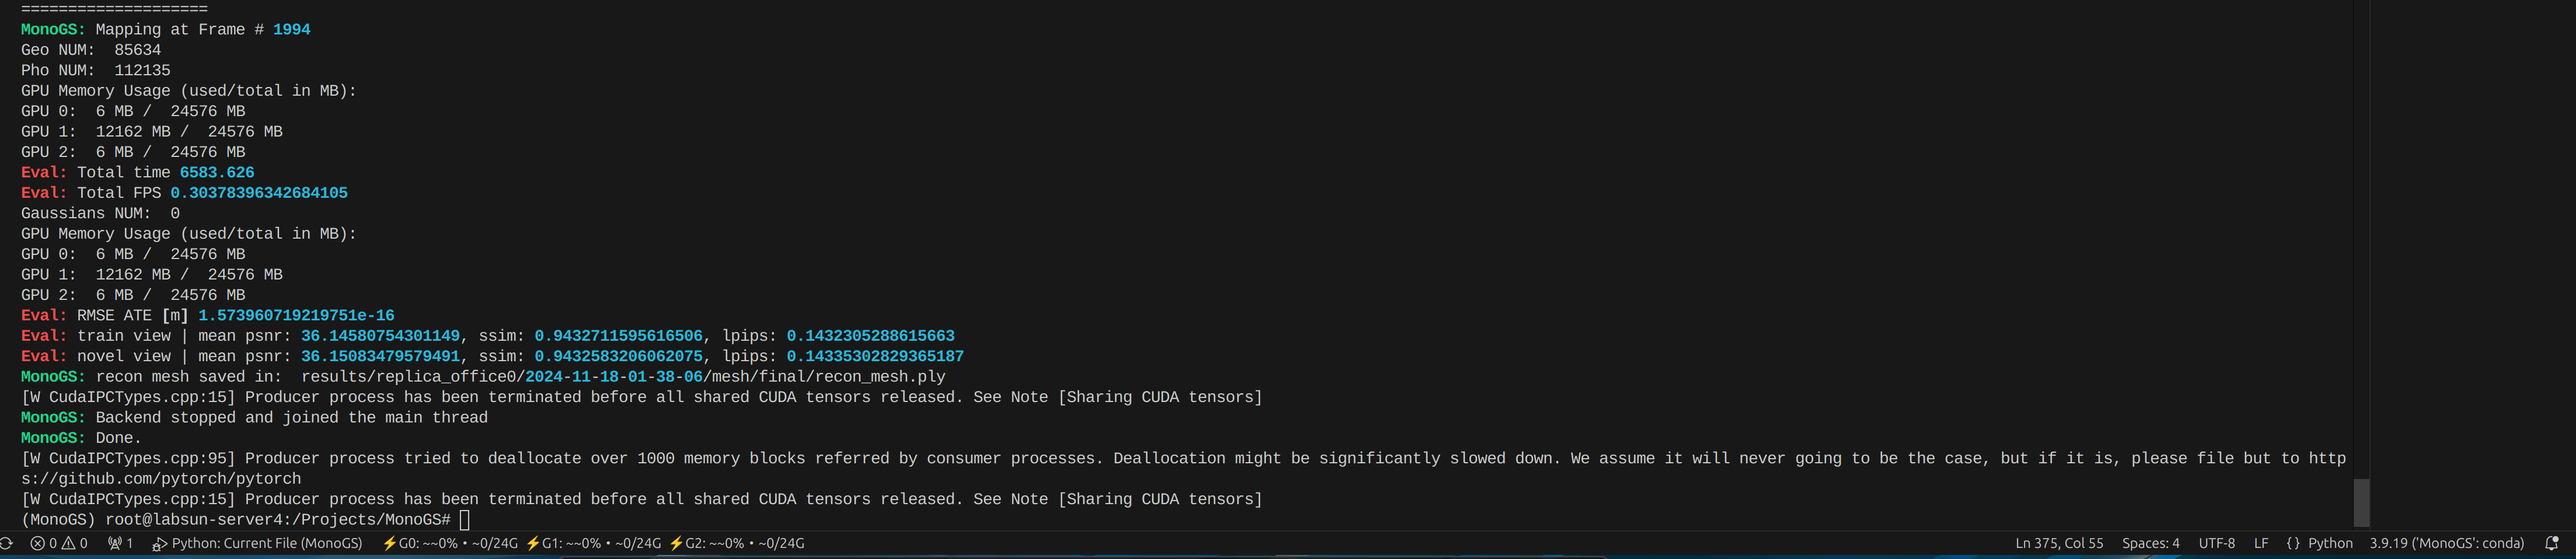 =====================
MonoGS: Mapping at Frame # 1994
Geo NUM:  85634
Pho NUM:  112135
GPU Memory Usage (used/total in MB):
GPU 0:  6 MB /  24576 MB
GPU 1:  12162 MB /  24576 MB
GPU 2:  6 MB /  24576 MB
Eval: Total time 6583.626
Eval: Total FPS 0.30378396342684105
Gaussians NUM:  0
GPU Memory Usage (used/total in MB):
GPU 0:  6 MB /  24576 MB
GPU 1:  12162 MB /  24576 MB
GPU 2:  6 MB /  24576 MB
Eval: RMSE ATE [m] 1.573960719219751e-16
Eval: train view | mean psnr: 36.14580754301149, ssim: 0.9432711595616506, lpips: 0.1432305288615663
Eval: novel view | mean psnr: 36.15083479579491, ssim: 0.9432583206062075, lpips: 0.14335302829365187
MonoGS: recon mesh saved in:  results/replica_office0/2024-11-18-01-38-06/mesh/final/recon_mesh.ply
[W CudaIPCTypes.cpp:15] Producer process has been terminated before all shared CUDA tensors released. See Note [Sharing CUDA tensors]
MonoGS: Backend stopped and joined the main thread
MonoGS: Done.
[W CudaIPCTypes.cpp:95] Producer process tried to deallocate over 1000 memory blocks referred by consumer processes. Deallocation might be significantly slowed down. We assume it will never going to be the case, but if it is, please file but to http
s://github.com/pytorch/pytorch
[W CudaIPCTypes.cpp:15] Producer process has been terminated before all shared CUDA tensors released. See Note [Sharing CUDA tensors]
(MonoGS) root@labsun-server4:/Projects/MonoGS#
0 0 1 Python: Current File (MonoGS) ⚡G0: ~~0% • ~0/24G ⚡G1: ~~0% • ~0/24G ⚡G2: ~~0% • ~0/24G Ln 375, Col 55 Spaces: 4 UTF-8 LF {} Python 3.9.19 ('MonoGS': conda)